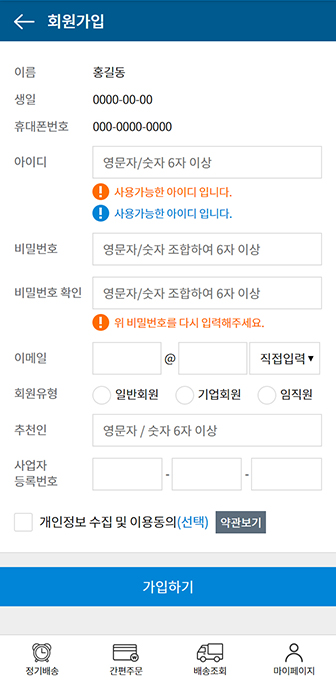 회원가입
이름 홍길동
생일 0000-00-00
휴대폰번호 000-0000-0000
아이디 영문자/숫자 6자 이상
사용가능한 아이디 입니다.
사용가능한 아이디 입니다.
비밀번호 영문자/숫자 조합하여 6자 이상
비밀번호 확인 영문자/숫자 조합하여 6자 이상
위 비밀번호를 다시 입력해주세요.
이메일 @ 직접입력▼
회원유형 일반회원 기업회원 임직원
추천인 영문자 / 숫자 6자 이상
사업자
등록번호 - -
개인정보 수집 및 이용동의(선택) 약관보기
가입하기
정기배송 간편주문 배송조회 마이페이지